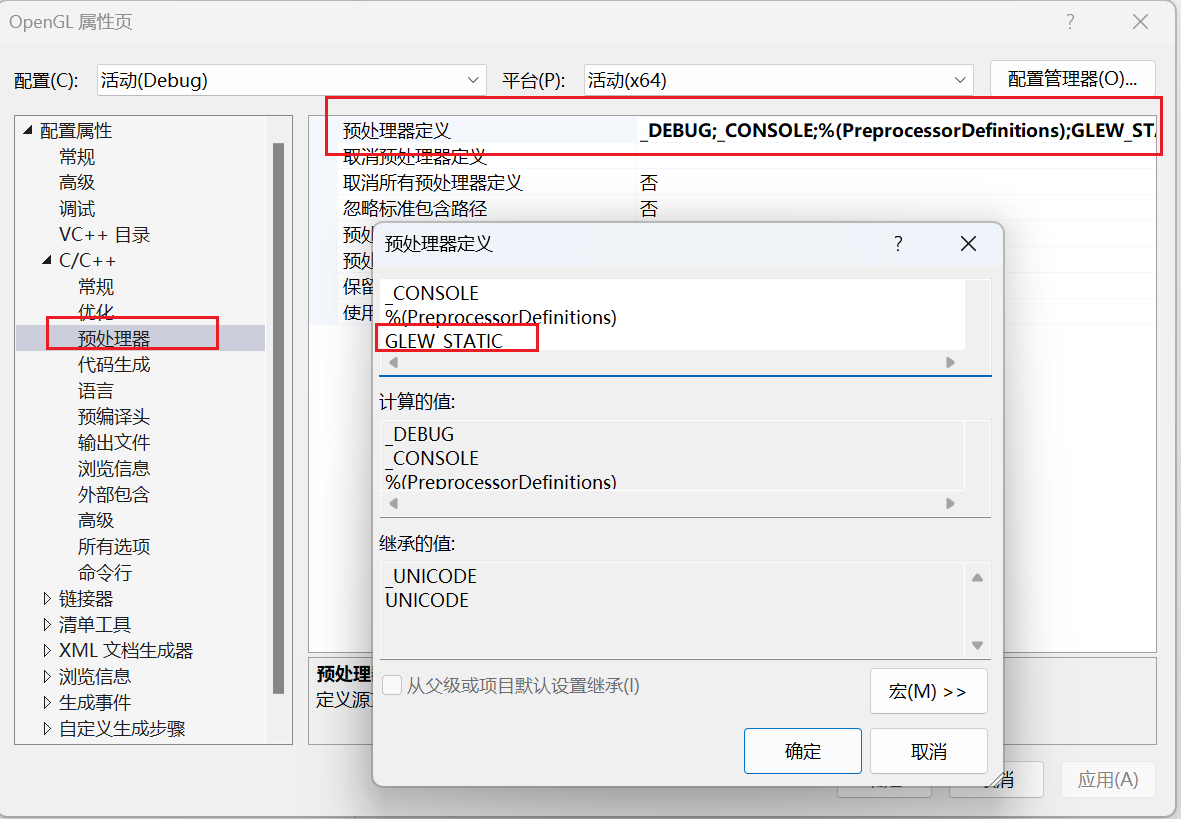 OpenGL 属性页
配置(C):
活动(Debug)
平台(P):
活动(x64)
配置管理器(O)...
配置属性
常规
高级
调试
VC++ 目录
C/C++
常规
优化
预处理器
代码生成
语言
预编译头
输出文件
浏览信息
外部包含
高级
所有选项
命令行
链接器
清单工具
XML 文档生成器
浏览信息
生成事件
自定义生成步骤
预处理器定义
_DEBUG;_CONSOLE;%(PreprocessorDefinitions);GLEW_STA
取消预处理器定义
取消所有预处理器定义
否
忽略标准包含路径
否
预处
预处
保留
使用
预处理
定义源
预处理器定义
_CONSOLE
%(PreprocessorDefinitions)
GLEW_STATIC
计算的值:
_DEBUG
_CONSOLE
%(PreprocessorDefinitions)
继承的值:
_UNICODE
UNICODE
从父级或项目默认设置继承(I)
宏(M) >>
确定
取消
消
应用(A)